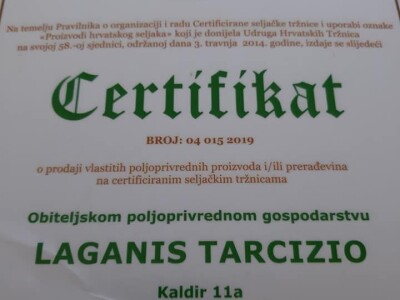 Na temelju Pravilnika o organizaciji i radu Certificirane seljačke tržnice i uporabi oznake
«Proizvodi hrvatskog seljaka» koji je donijela Udruga Hrvatskih Tržnica
na svojoj 58.-oj sjednici, održanoj dana 3. travnja 2014. godine, izdaje se slijedeći
Certifikat
BROJ: 04 015 2019
o prodaji vlastitih poljoprivrednih proizvoda i/ili prerađevina
na certificiranim seljačkim tržnicama
Obiteljskom poljoprivrednom gospodarstvu
LAGANIS TARCIZIO
Kaldir 11a